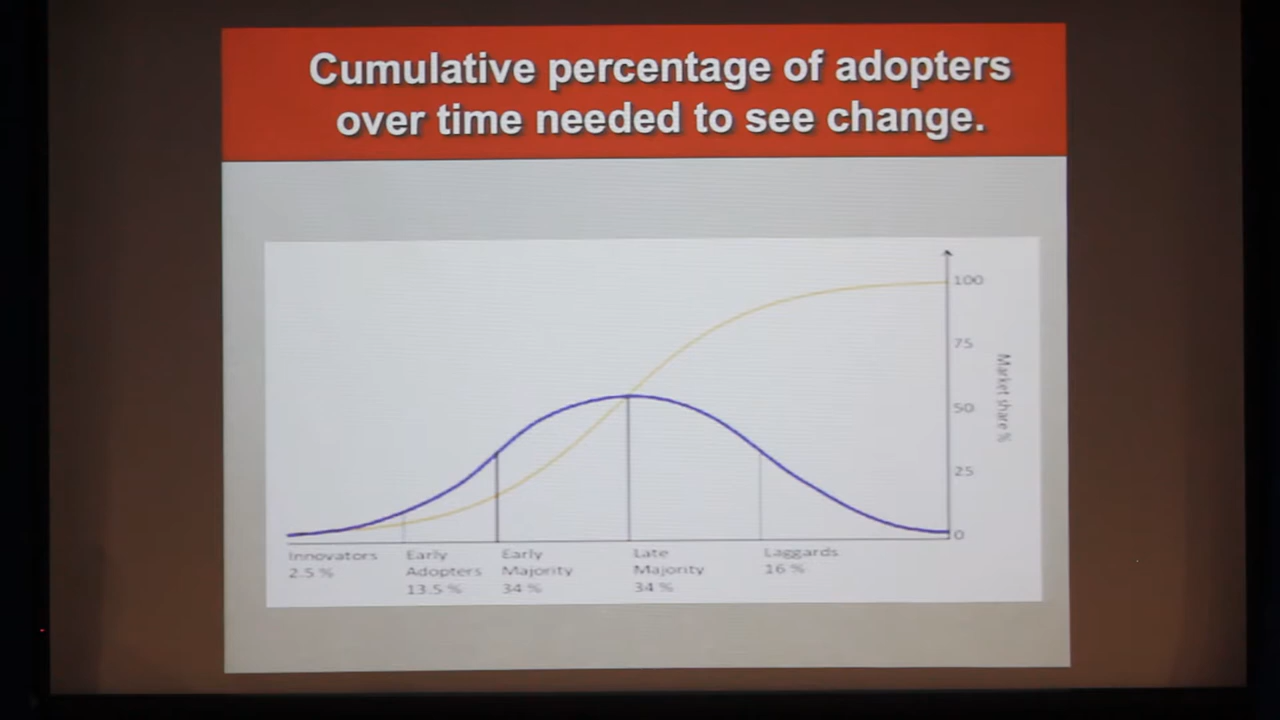 Cumulative percentage of adopters
over time needed to see change.
100
75
50
25
0
Market share %
Innovators
2.5 %
Early
Adopters
13.5 %
Early
Majority
34 %
Late
Majority
34 %
Laggards
16 %